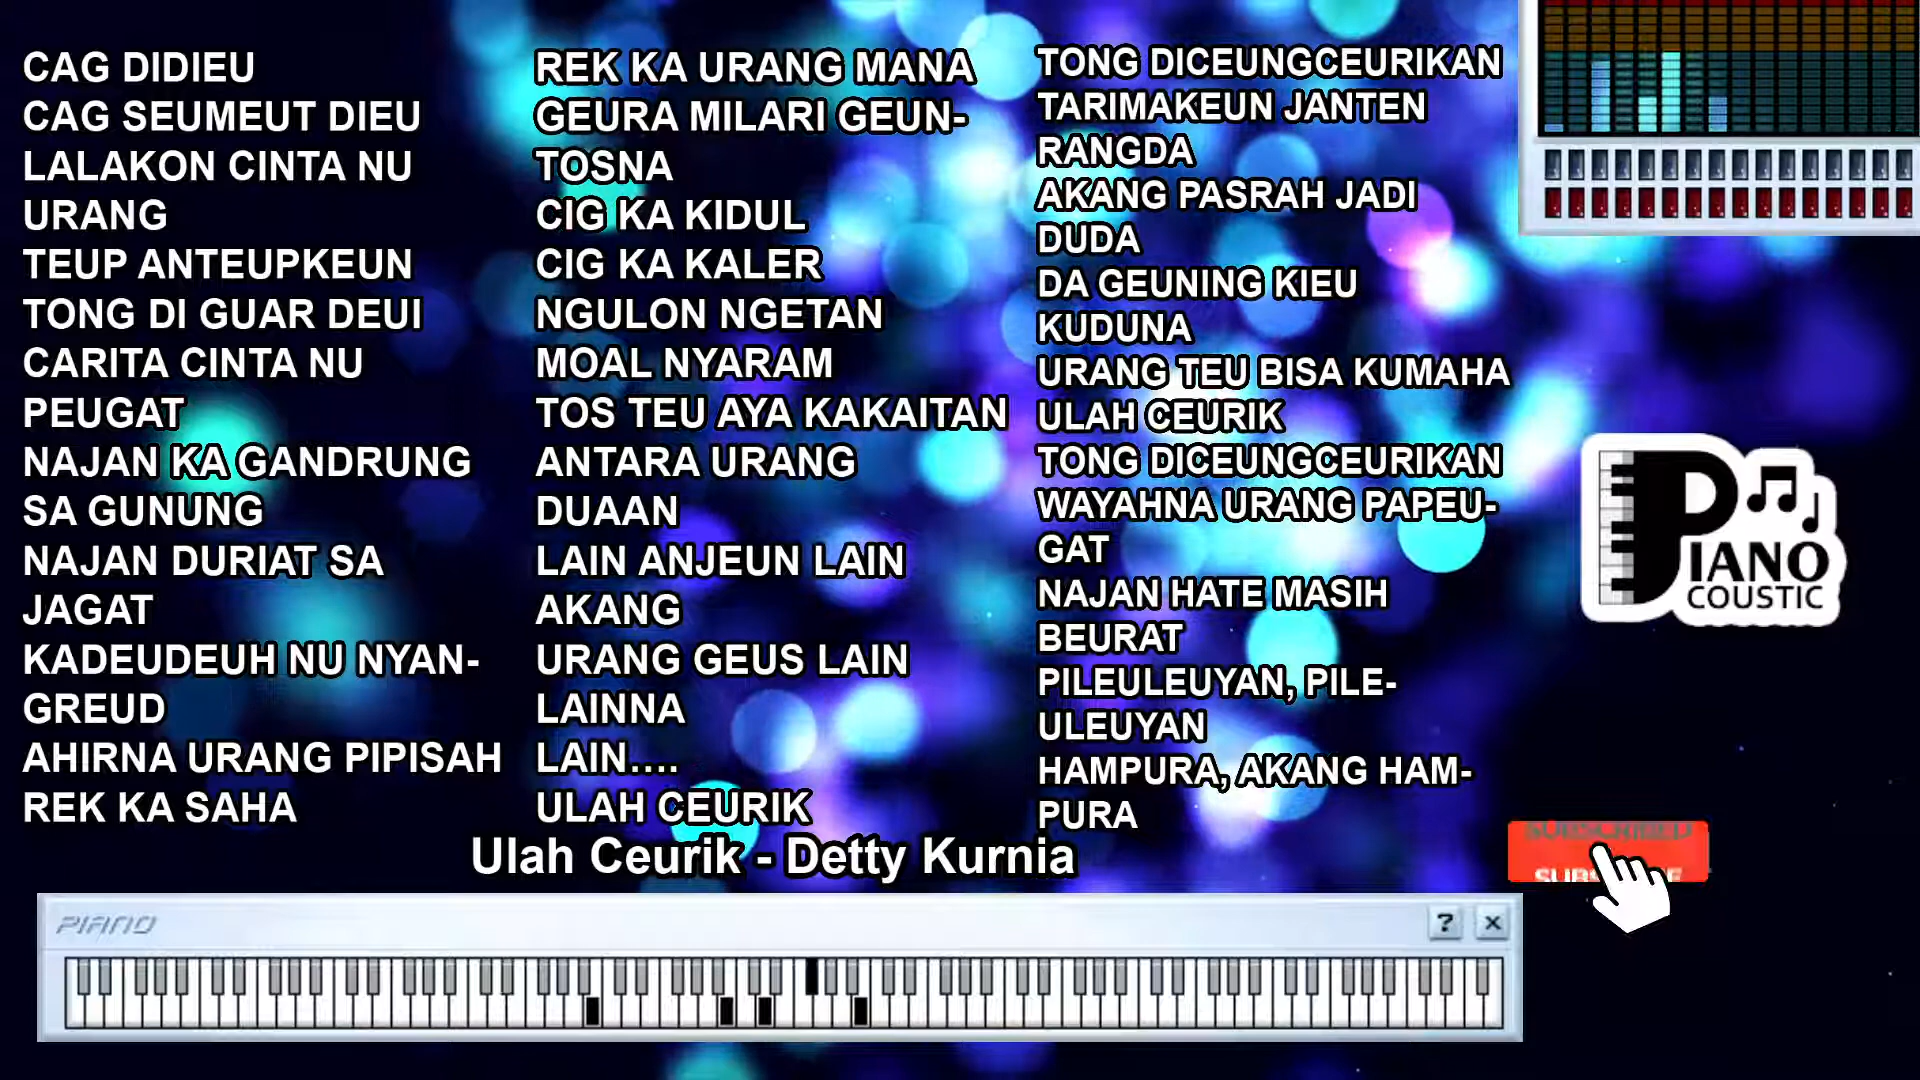 CAG DIDIEU
CAG SEUMEUT DIEU
LALAKON CINTA NU
URANG
TEUP ANTEUPKEUN
TONG DI GUAR DEUI
CARITA CINTA NU
PEUGAT
NAJAN KA GANDRUNG
SA GUNUNG
NAJAN DURIAT SA
JAGAT
KADEUDEUH NU NYAN-
GREUD
AHIRNA URANG PIPISAH
REK KA SAHA
REK KA URANG MANA
GEURA MILARI GEUN-
TOSNA
CIG KA KIDUL
CIG KA KALER
NGULON NGETAN
MOAL NYARAM
TOS TEU AYA KAKAITAN
ANTARA URANG
DUAAN
LAIN ANJEUN LAIN
AKANG
URANG GEUS LAIN
LAINNA
LAIN....
ULAH CEURIK
TONG DICEUNGCEURIKAN
TARIMAKEUN JANTEN
RANGDA
AKANG PASRAH JADI
DUDA
DA GEUNING KIEU
KUDUNA
URANG TEU BISA KUMAHA
ULAH CEURIK
TONG DICEUNGCEURIKAN
WAYAHNA URANG PAPEU-
GAT
NAJAN HATE MASIH
BEURAT
PILEULEUYAN, PILE-
ULEUYAN
HAMPURA, AKANG HAM-
PURA
Ulah Ceurik - Detty Kurnia
PIANO
COUSTIC
SUBSCRIBED
PIANO
? ×